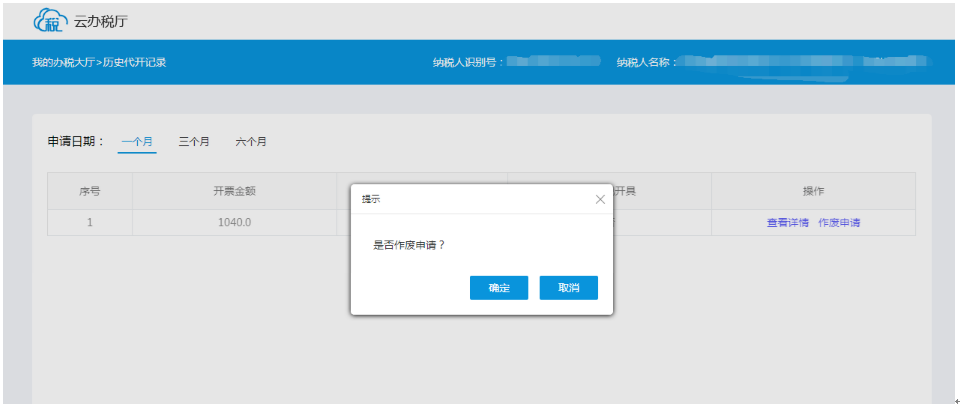 云办税厅
我的办税大厅>历史代开记录 纳税人识别号： 纳税人名称：
申请日期： 一个月 三个月 六个月
序号 开票金额 开具 操作
1 1040.0 查看详情 作废申请
提示
是否作废申请？
确定 取消